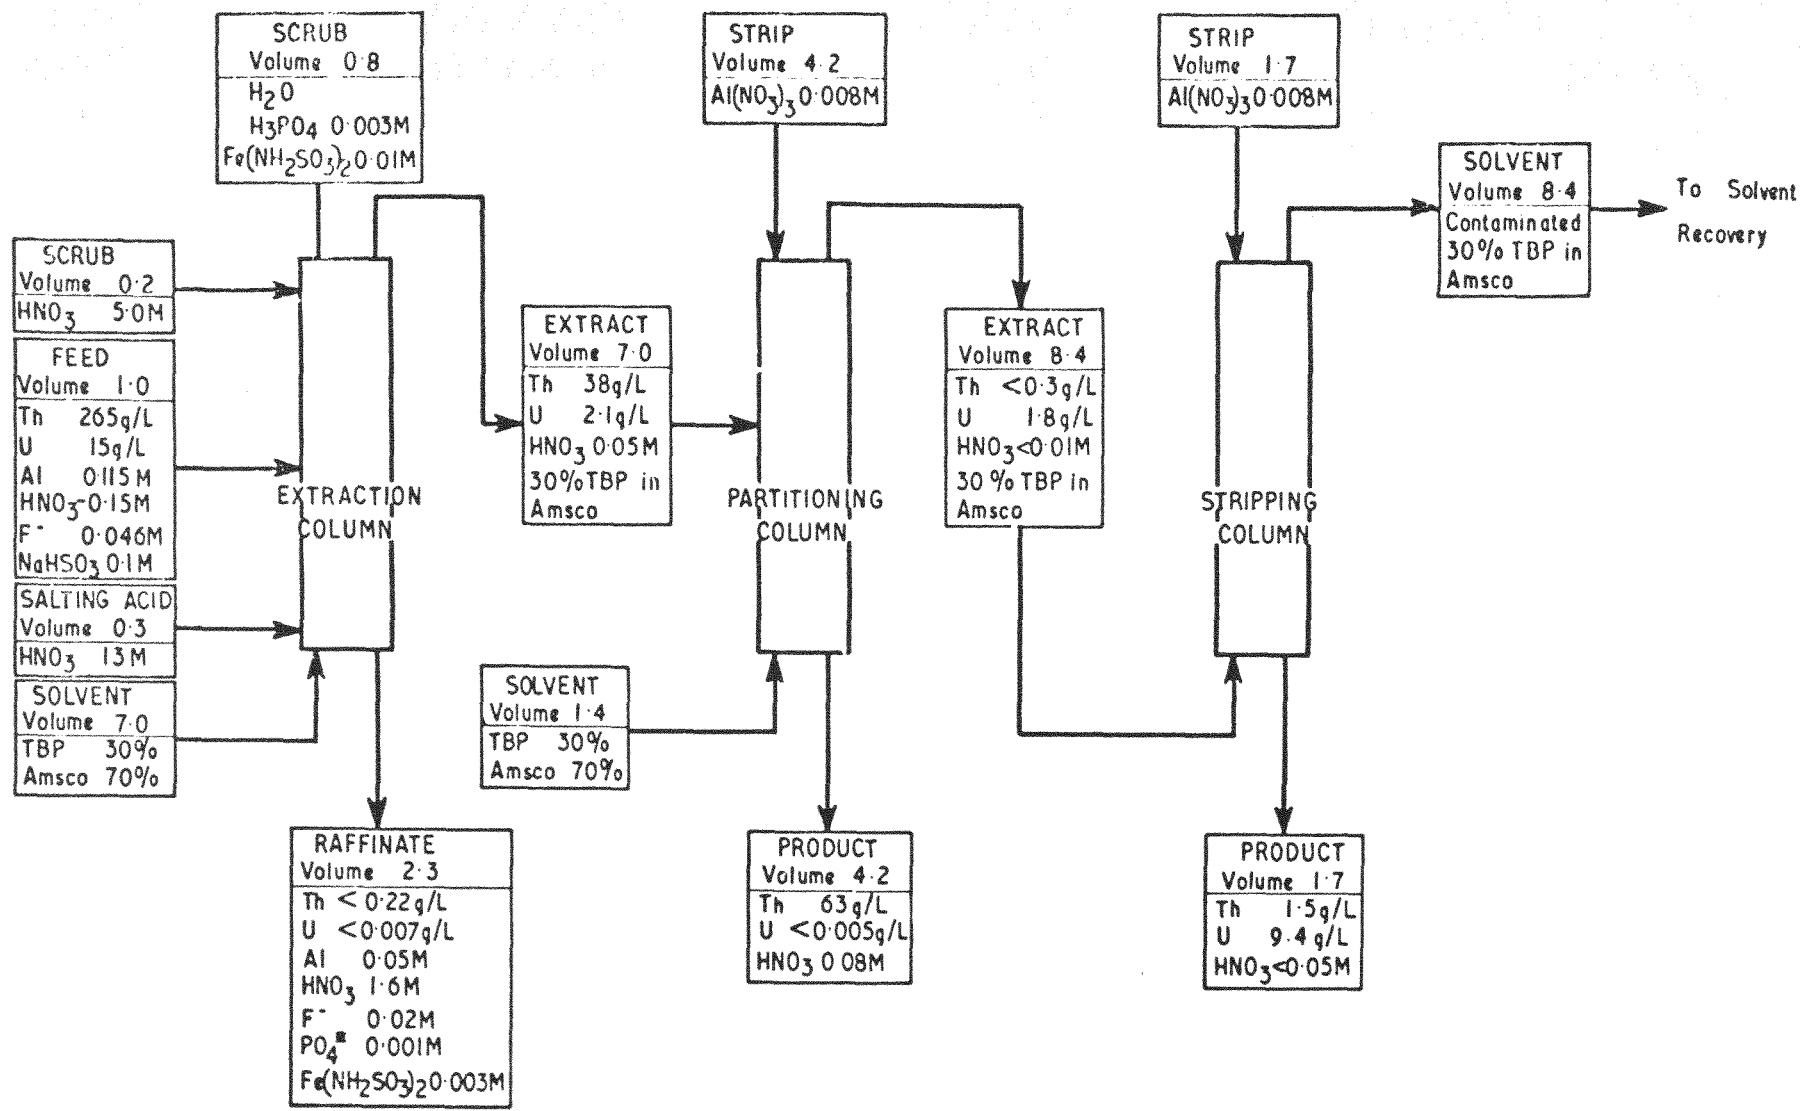 SCRUB
Volume 0·8
H2O
H3PO4 0·003M
Fe(NH2SO3)2 0·01M
SCRUB
Volume 0·2
HNO3 5·0M
FEED
Volume 1·0
Th 265g/L
U 15g/L
Al 0·115M
HNO3 -0·15M
F- 0·046M
NaHSO3 0·1M
SALTING ACID
Volume 0·3
HNO3 13M
SOLVENT
Volume 7·0
TBP 30%
Amsco 70%
EXTRACTION
COLUMN
RAFFINATE
Volume 2·3
Th < 0·22g/L
U <0·007g/L
Al 0·05M
HNO3 1·6M
F- 0·02M
PO4≡ 0·001M
Fe(NH2SO3)2 0·003M
EXTRACT
Volume 7·0
Th 38g/L
U 2·1g/L
HNO3 0·05M
30% TBP in
Amsco
STRIP
Volume 4·2
Al(NO3)3 0·008M
PARTITIONING
COLUMN
SOLVENT
Volume 1·4
TBP 30%
Amsco 70%
PRODUCT
Volume 4·2
Th 63g/L
U <0·005g/L
HNO3 0 08M
EXTRACT
Volume 8·4
Th <0·3g/L
U 1·8g/L
HNO3<0·01M
30% TBP in
Amsco
STRIP
Volume 1·7
Al(NO3)3 0·008M
STRIPPING
COLUMN
PRODUCT
Volume 1·7
Th 1·5g/L
U 9.4g/L
HNO3<0·05M
SOLVENT
Volume 8·4
Contaminated
30% TBP in
Amsco
To Solvent
Recovery